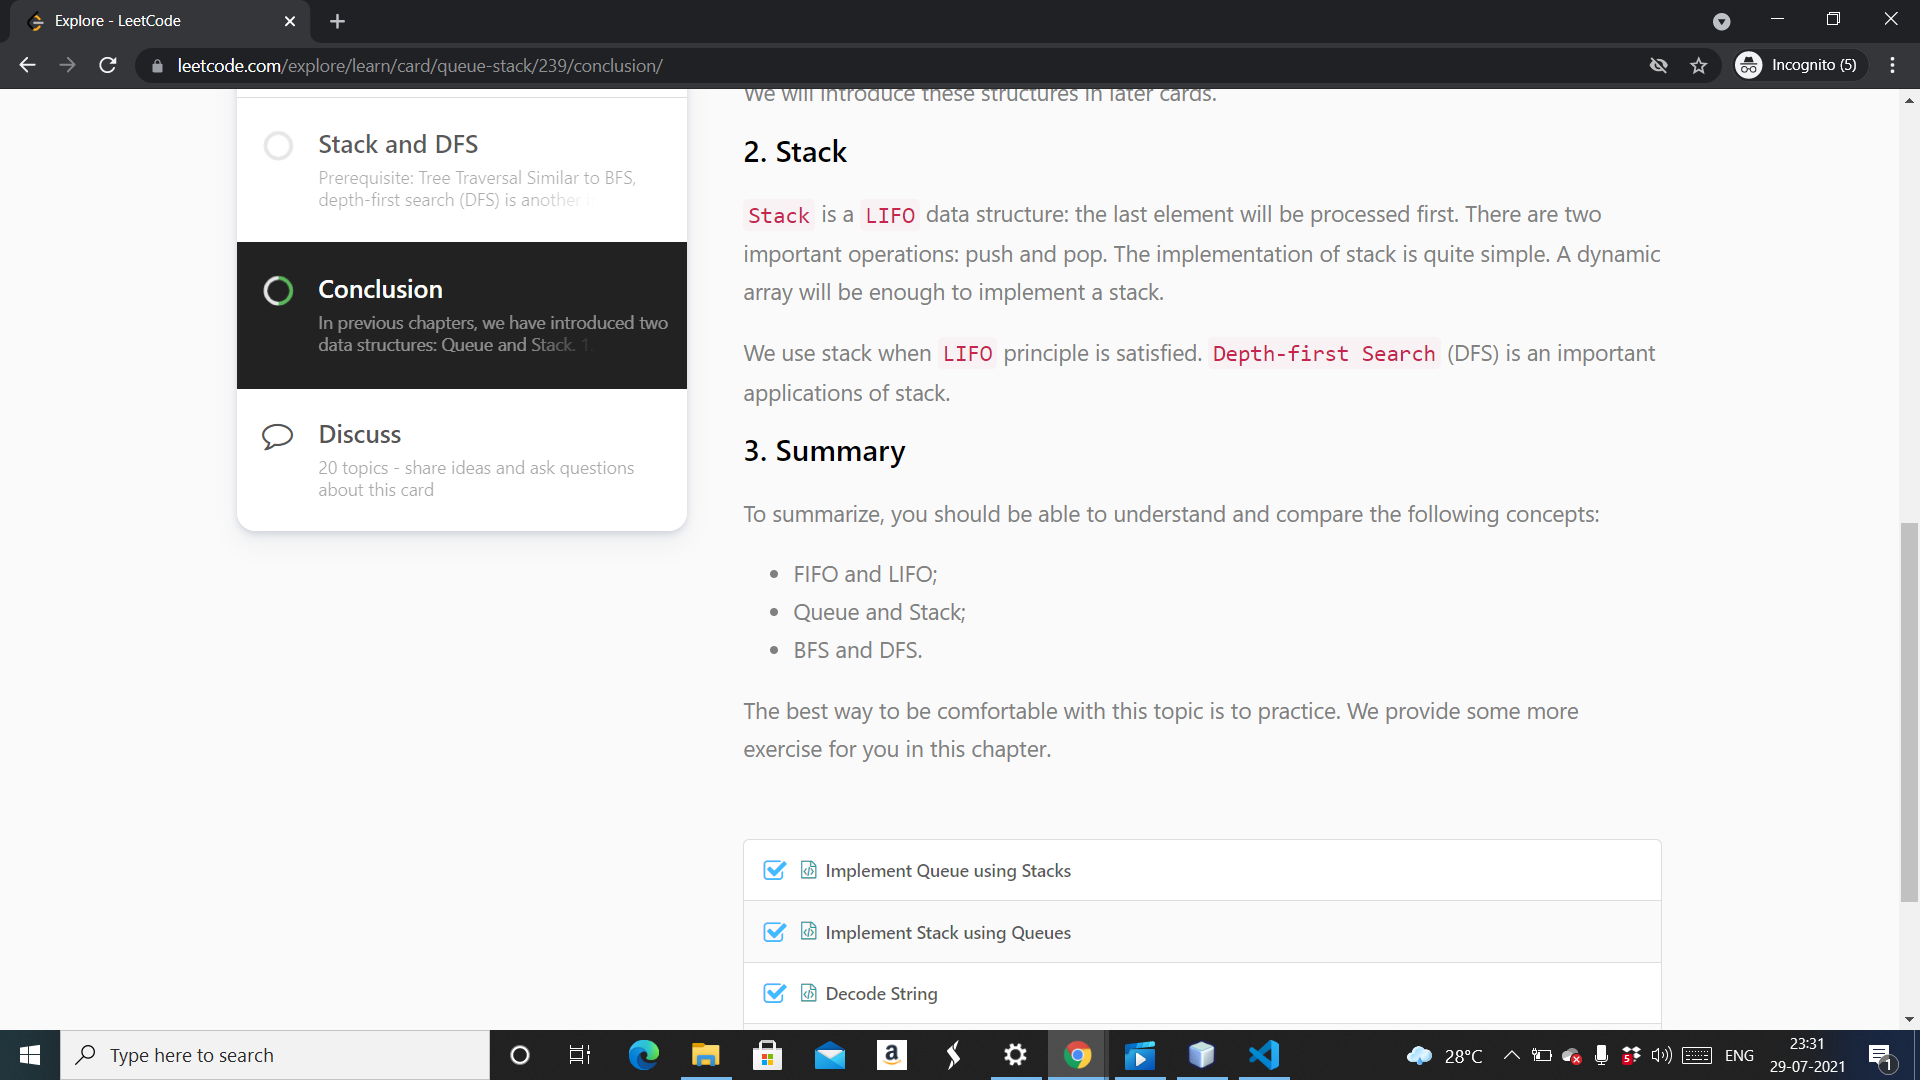 Explore - LeetCode
leetcode.com/explore/learn/card/queue-stack/239/conclusion/
Incognito (5)
We will introduce these structures in later cards.
Stack and DFS
Prerequisite: Tree Traversal Similar to BFS,
depth-first search (DFS) is another i
Conclusion
In previous chapters, we have introduced two
data structures: Queue and Stack. 1.
Discuss
20 topics - share ideas and ask questions
about this card
2. Stack
Stack is a LIFO data structure: the last element will be processed first. There are two
important operations: push and pop. The implementation of stack is quite simple. A dynamic
array will be enough to implement a stack.
We use stack when LIFO principle is satisfied. Depth-first Search (DFS) is an important
applications of stack.
3. Summary
To summarize, you should be able to understand and compare the following concepts:
• FIFO and LIFO;
• Queue and Stack;
• BFS and DFS.
The best way to be comfortable with this topic is to practice. We provide some more
exercise for you in this chapter.
Implement Queue using Stacks
Implement Stack using Queues
Decode String
Type here to search
a
28°C
5
ENG
23:31
29-07-2021
1